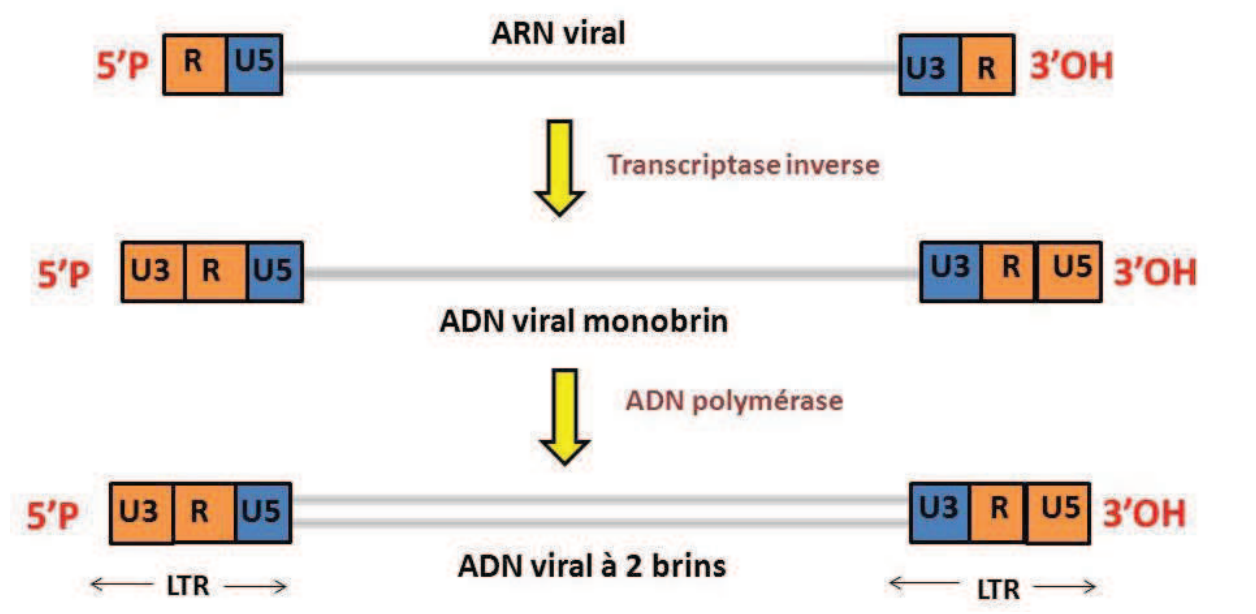 ARN viral
5'P R U5 U3 R 3'OH
Transcriptase inverse
5'P U3 R U5 U3 R U5 3'OH
ADN viral monobrin
ADN polymérase
5'P U3 R U5 U3 R U5 3'OH
ADN viral à 2 brins
LTR LTR